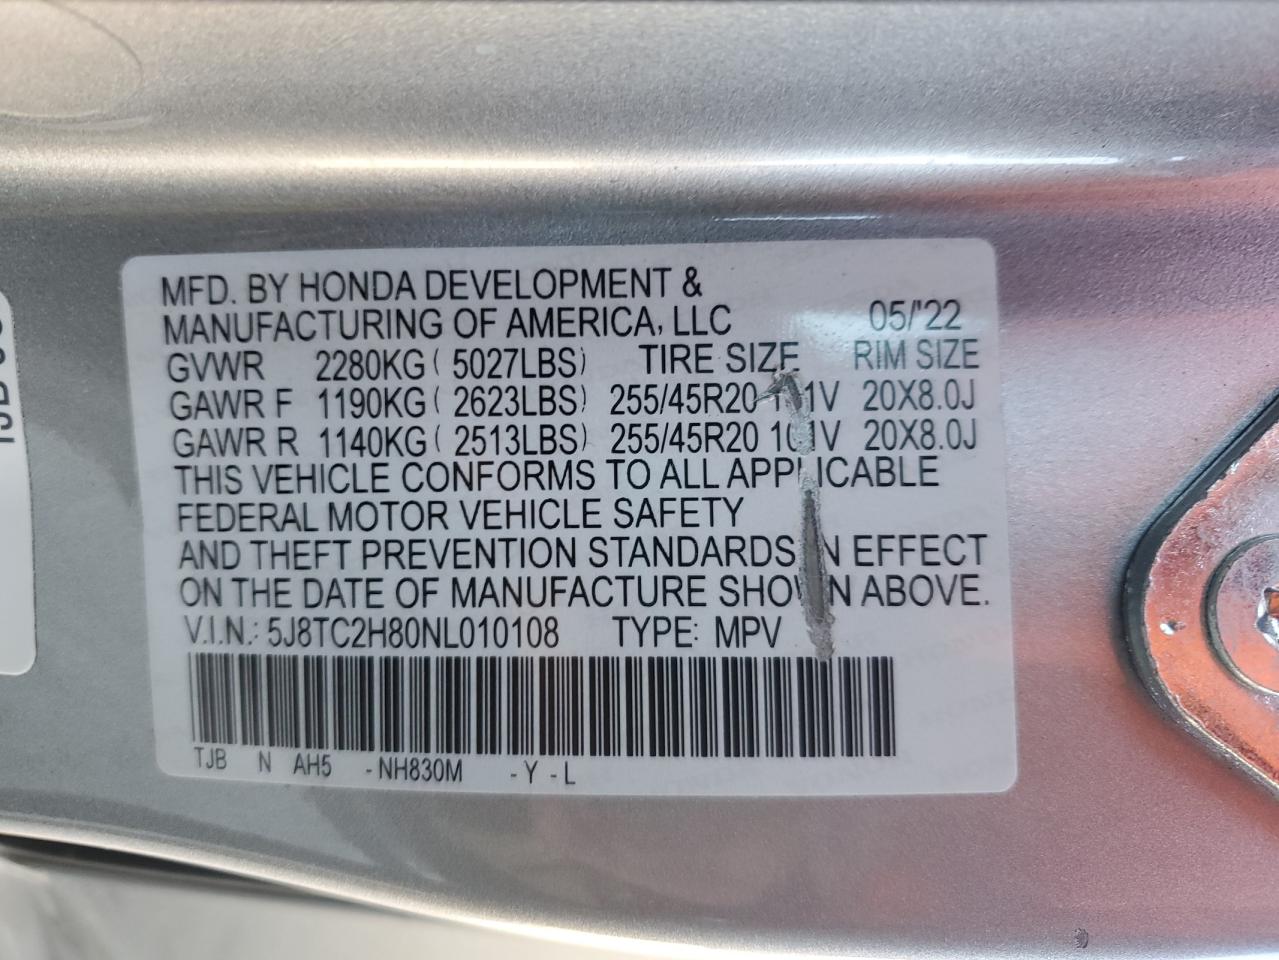 MFD. BY HONDA DEVELOPMENT &
MANUFACTURING OF AMERICA, LLC 05/'22
GVWR 2280KG ( 5027LBS) TIRE SIZE RIM SIZE
GAWR F 1190KG ( 2623LBS) 255/45R20 101V 20X8.0J
GAWR R 1140KG ( 2513LBS) 255/45R20 101V 20X8.0J
THIS VEHICLE CONFORMS TO ALL APPLICABLE
FEDERAL MOTOR VEHICLE SAFETY
AND THEFT PREVENTION STANDARDS IN EFFECT
ON THE DATE OF MANUFACTURE SHOWN ABOVE.
V.I.N.: 5J8TC2H80NL010108 TYPE: MPV
TJB N AH5 -NH830M -Y -L